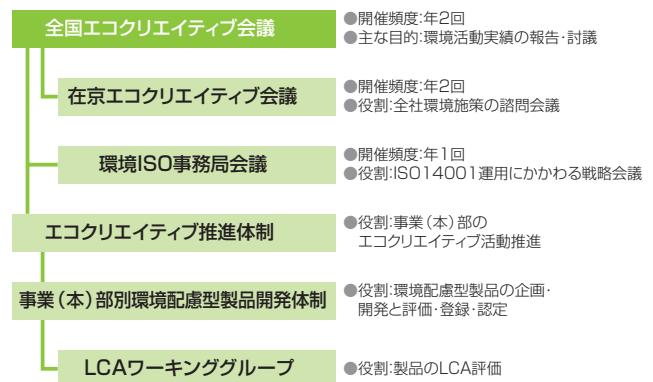 全国エコクリエイティブ会議
●開催頻度:年2回
●主な目的:環境活動実績の報告・討議
在京エコクリエイティブ会議
●開催頻度:年2回
●役割:全社環境施策の諮問会議
環境ISO事務局会議
●開催頻度:年1回
●役割:ISO14001運用にかかわる戦略会議
エコクリエイティブ推進体制
●役割:事業(本)部の
エコクリエイティブ活動推進
事業(本)部別環境配慮型製品開発体制
●役割:環境配慮型製品の企画・
開発と評価・登録・認定
LCAワーキンググループ
●役割:製品のLCA評価